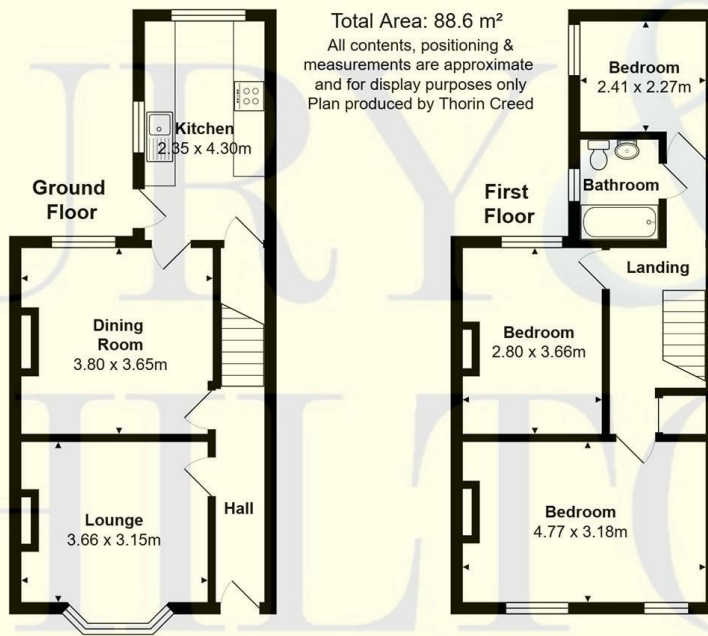 Total Area: 88.6 m²
All contents, positioning &
measurements are approximate
and for display purposes only
Plan produced by Thorin Creed
Ground
Floor
Kitchen
2.35 x 4.30m
Dining
Room
3.80 x 3.65m
Lounge
3.66 x 3.15m
Hall
First
Floor
Bedroom
2.41 x 2.27m
Bathroom
Landing
Bedroom
2.80 x 3.66m
Bedroom
4.77 x 3.18m